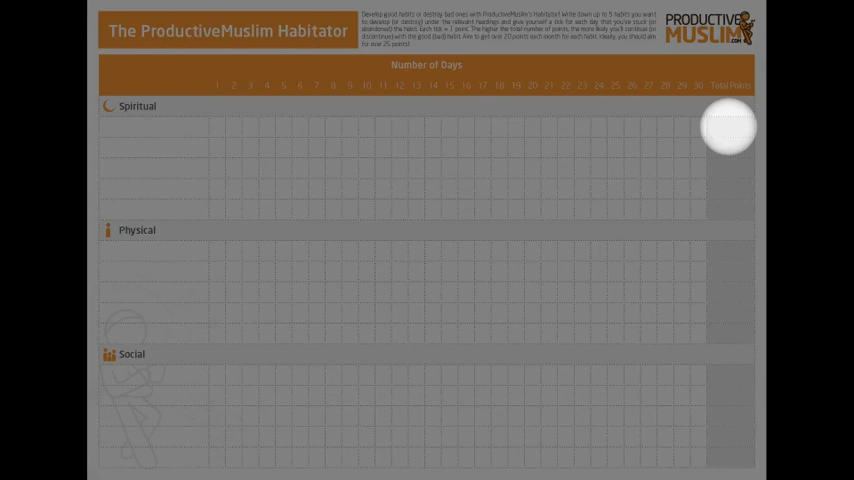 The ProductiveMuslim Habitator
Develop good habits or destroy bad ones with ProductiveMuslim's Habitator! Write down up to 5 habits you want
to develop (or destroy) under the relevant headings and give yourself a tick for each day that you've stuck (or
abandoned) the habit. Each tick = 1 point. The higher the total number of points, the more likely you'll continue (or
discontinue) with the good (bad) habit. Aim to get over 20 points each month for each habit. Ideally, you should aim
for over 25 points!
PRODUCTIVE
MUSLIM
.COM
Number of Days
1 2 3 4 5 6 7 8 9 10 11 12 13 14 15 16 17 18 19 20 21 22 23 24 25 26 27 28 29 30 Total Points
Spiritual
Physical
Social